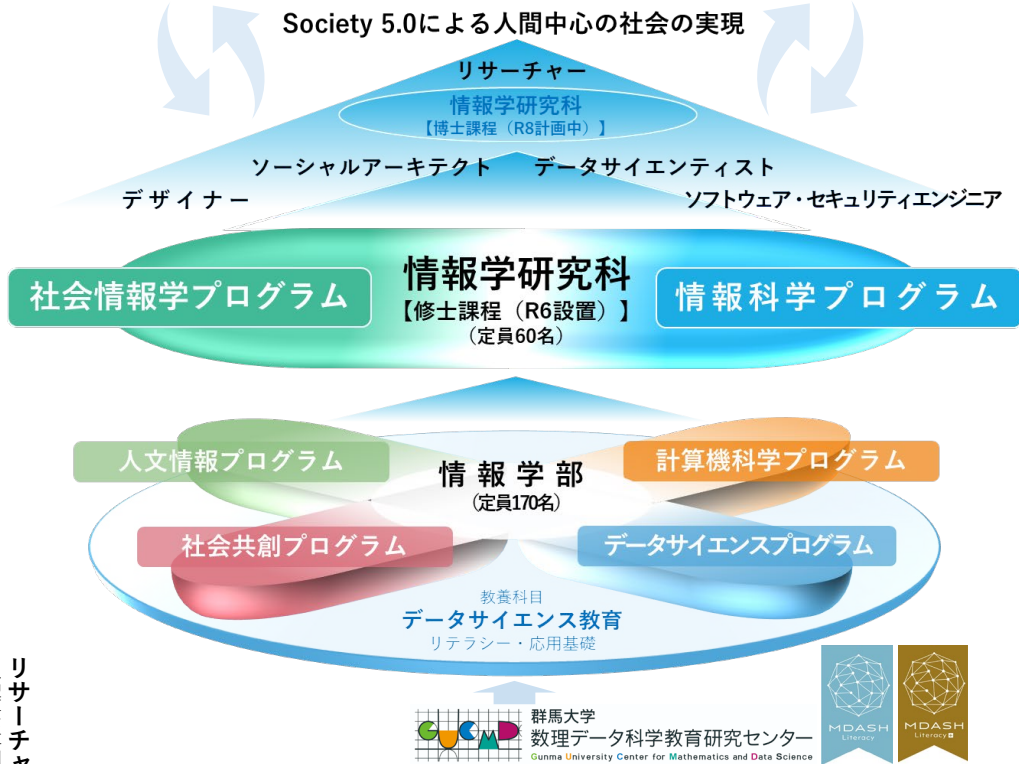 Society 5.0による人間中心の社会の実現
リサーチャー
情報学研究科
【博士課程（R8計画中）】
ソーシャルアーキテクト
データサイエンティスト
デザイナー
ソフトウェア・セキュリティエンジニア
社会情報学プログラム
情報学研究科
【修士課程（R6設置）】
（定員60名）
情報科学プログラム
人文情報プログラム
計算機科学プログラム
情報学部
（定員170名）
社会共創プログラム
データサイエンスプログラム
教養科目
データサイエンス教育
リテラシー・応用基礎
リサーチャ
GUCMD
群馬大学
数理データ科学教育研究センター
Gunma University Center for Mathematics and Data Science
MDASH
Literacy
MDASH
Literacy+